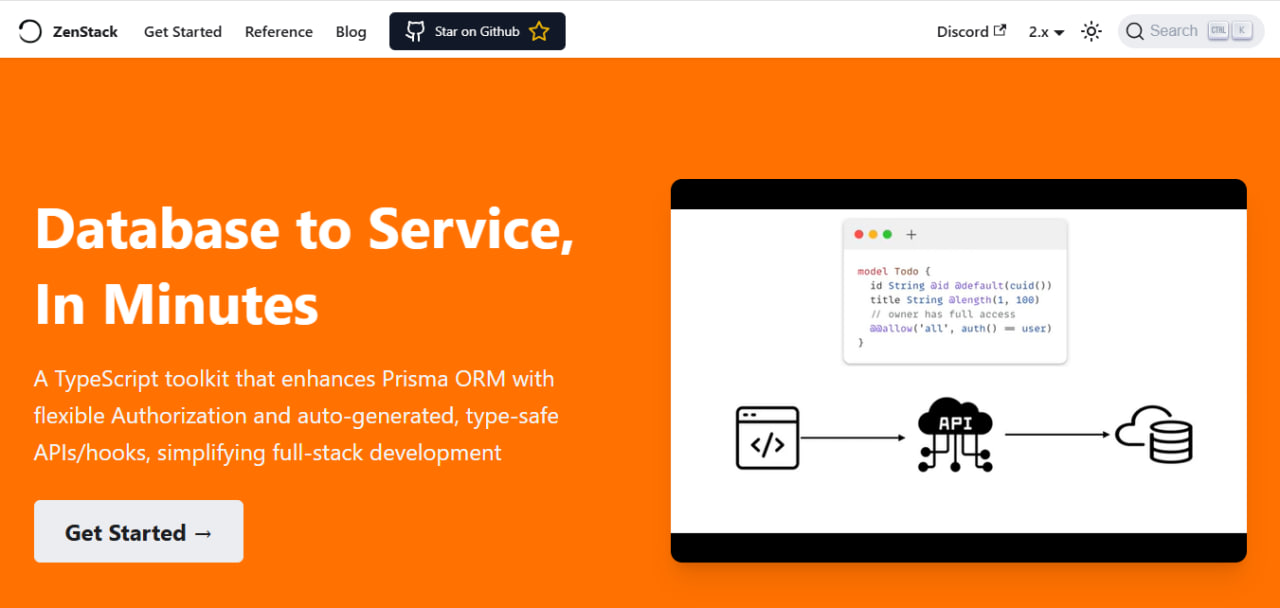 ZenStack Get Started Reference Blog Star on Github Discord 2.x Search CTRL K
Database to Service,
In Minutes
A TypeScript toolkit that enhances Prisma ORM with
flexible Authorization and auto-generated, type-safe
APIs/hooks, simplifying full-stack development
Get Started →
model Todo {
id String @id @default(cuid())
title String @length(1, 100)
// owner has full access
@@allow('all', auth() == user)
}
</>
API